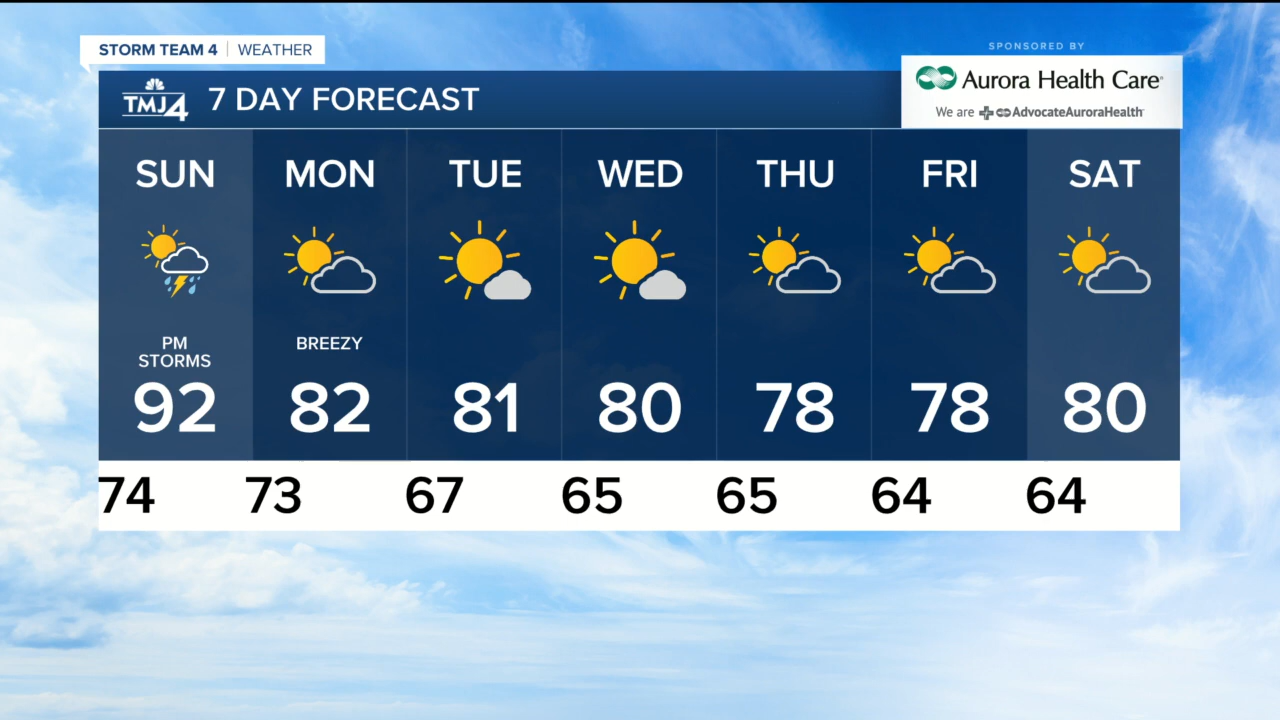 STORM TEAM 4 | WEATHER
SPONSORED BY
Aurora Health Care®
We are AdvocateAuroraHealth™
TMJ4 7 DAY FORECAST
SUN MON TUE WED THU FRI SAT
PM STORMS BREEZY
92 82 81 80 78 78 80
74 73 67 65 65 64 64